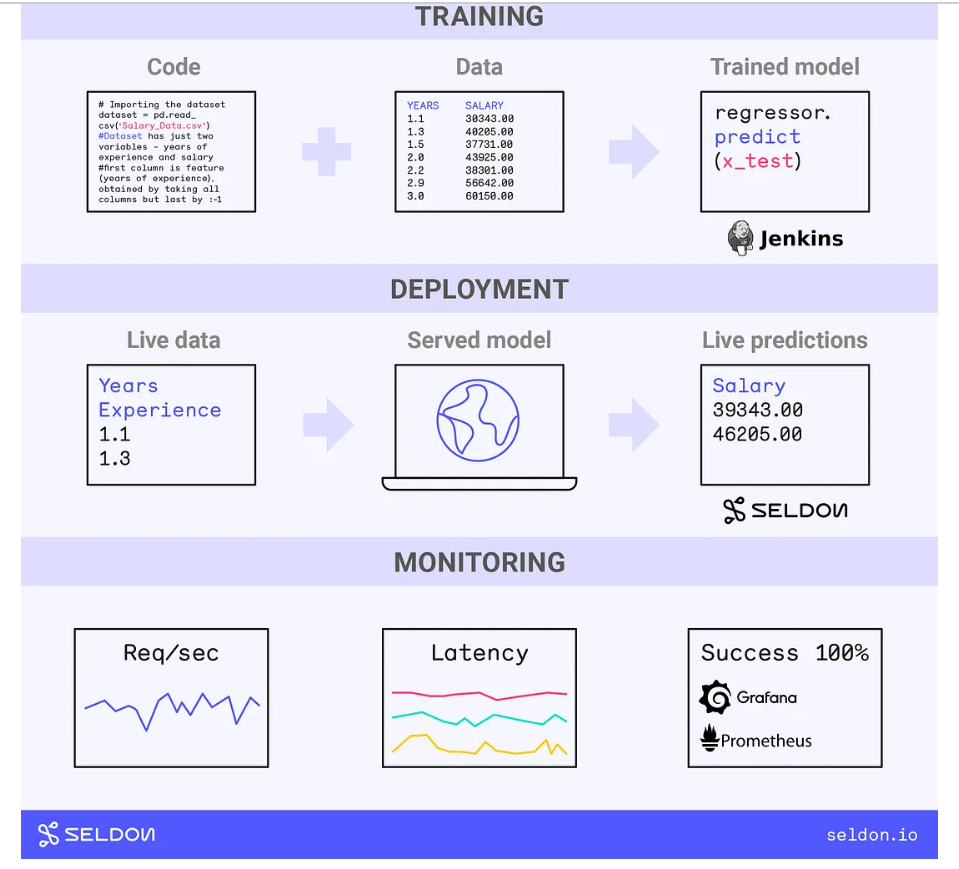 TRAINING
Code
Data
Trained model
# Importing the dataset
dataset = pd.read_
csv('Salary_Data.csv')
#Dataset has just two
variables - years of
experience and salary
#first column is feature
(years of experience),
obtained by taking all
columns but last by :-1
YEARS SALARY
1.1 30343.00
1.3 40205.00
1.5 37731.00
2.0 43925.00
2.2 38301.00
2.9 56642.00
3.0 60150.00
regressor.
predict
(x_test)
Jenkins
DEPLOYMENT
Live data
Served model
Live predictions
Years
Experience
1.1
1.3
Salary
39343.00
46205.00
SELDON
MONITORING
Req/sec
Latency
Success 100%
Grafana
Prometheus
SELDON
seldon.io